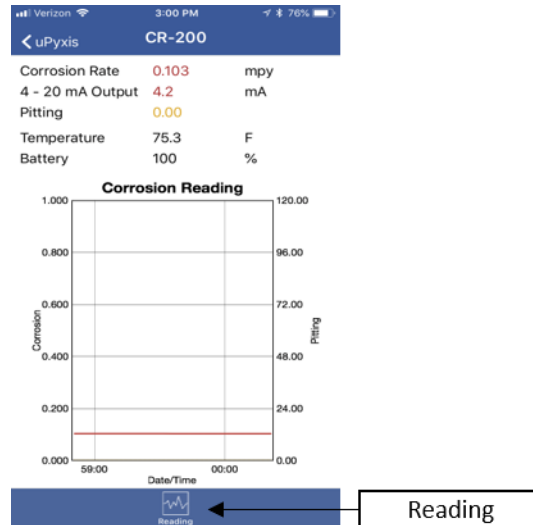 Verizon 3:00 PM 76%
uPyxis CR-200
Corrosion Rate 0.103 mpy
4 - 20 mA Output 4.2 mA
Pitting 0.00
Temperature 75.3 F
Battery 100 %
Corrosion Reading
1.000 120.00
0.800 96.00
0.600 72.00
Corrosion
Pitting
0.400 48.00
0.200 24.00
0.000 0.00
59:00 00:00
Date/Time
Reading
Reading